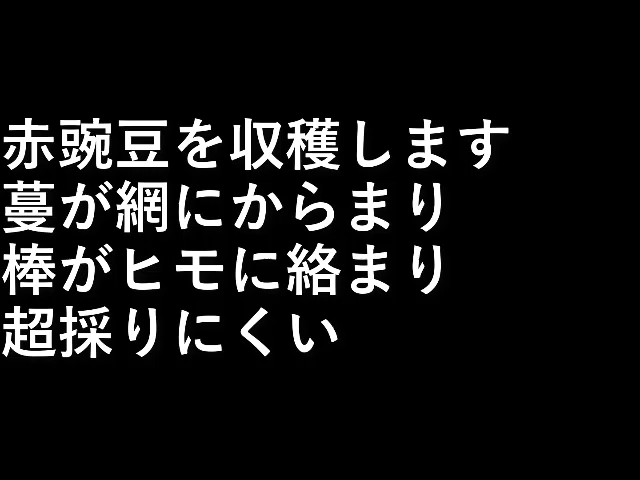 赤豌豆を収穫します
蔓が網にからまり
棒がヒモに絡まり
超採りにくい